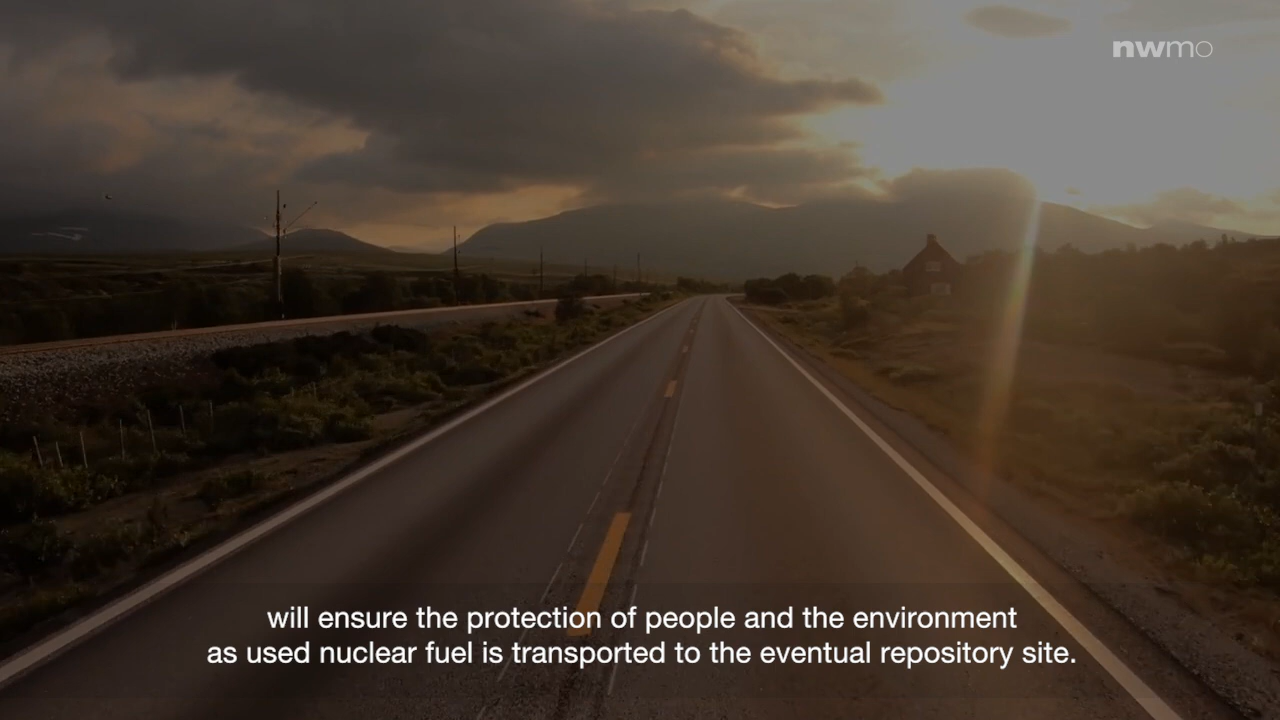 nwmo
will ensure the protection of people and the environment
as used nuclear fuel is transported to the eventual repository site.